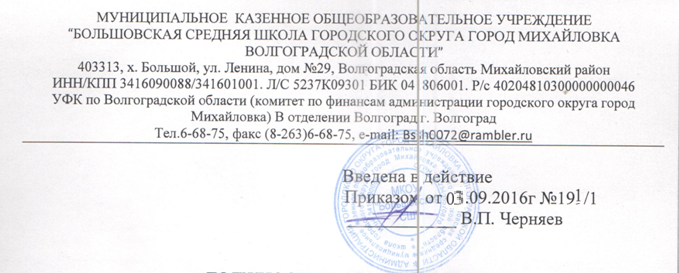 МУНИЦИПАЛЬНОЕ КАЗЕННОЕ ОБЩЕОБРАЗОВАТЕЛЬНОЕ УЧРЕЖДЕНИЕ
"БОЛЬШОВСКАЯ СРЕДНЯЯ ШКОЛА ГОРОДСКОГО ОКРУГА ГОРОД МИХАЙЛОВКА
ВОЛГОГРАДСКОЙ ОБЛАСТИ"
403313, х. Большой, ул. Ленина, дом №29, Волгоградская область Михайловский район
ИНН/КПП 3416090088/341601001. Л/С 5237К09301 БИК 04 806001. Р/с 40204810300000000046
УФК по Волгоградской области (комитет по финансам администрации городского округа город
Михайловка) В отделении Волгоград г. Волгоград
Тел.6-68-75, факс (8-263)6-68-75, e-mail: Bssh0072@rambler.ru
Введена в действие
Приказом от 03.09.2016г №191/1
В.П. Черняев
МКОУ